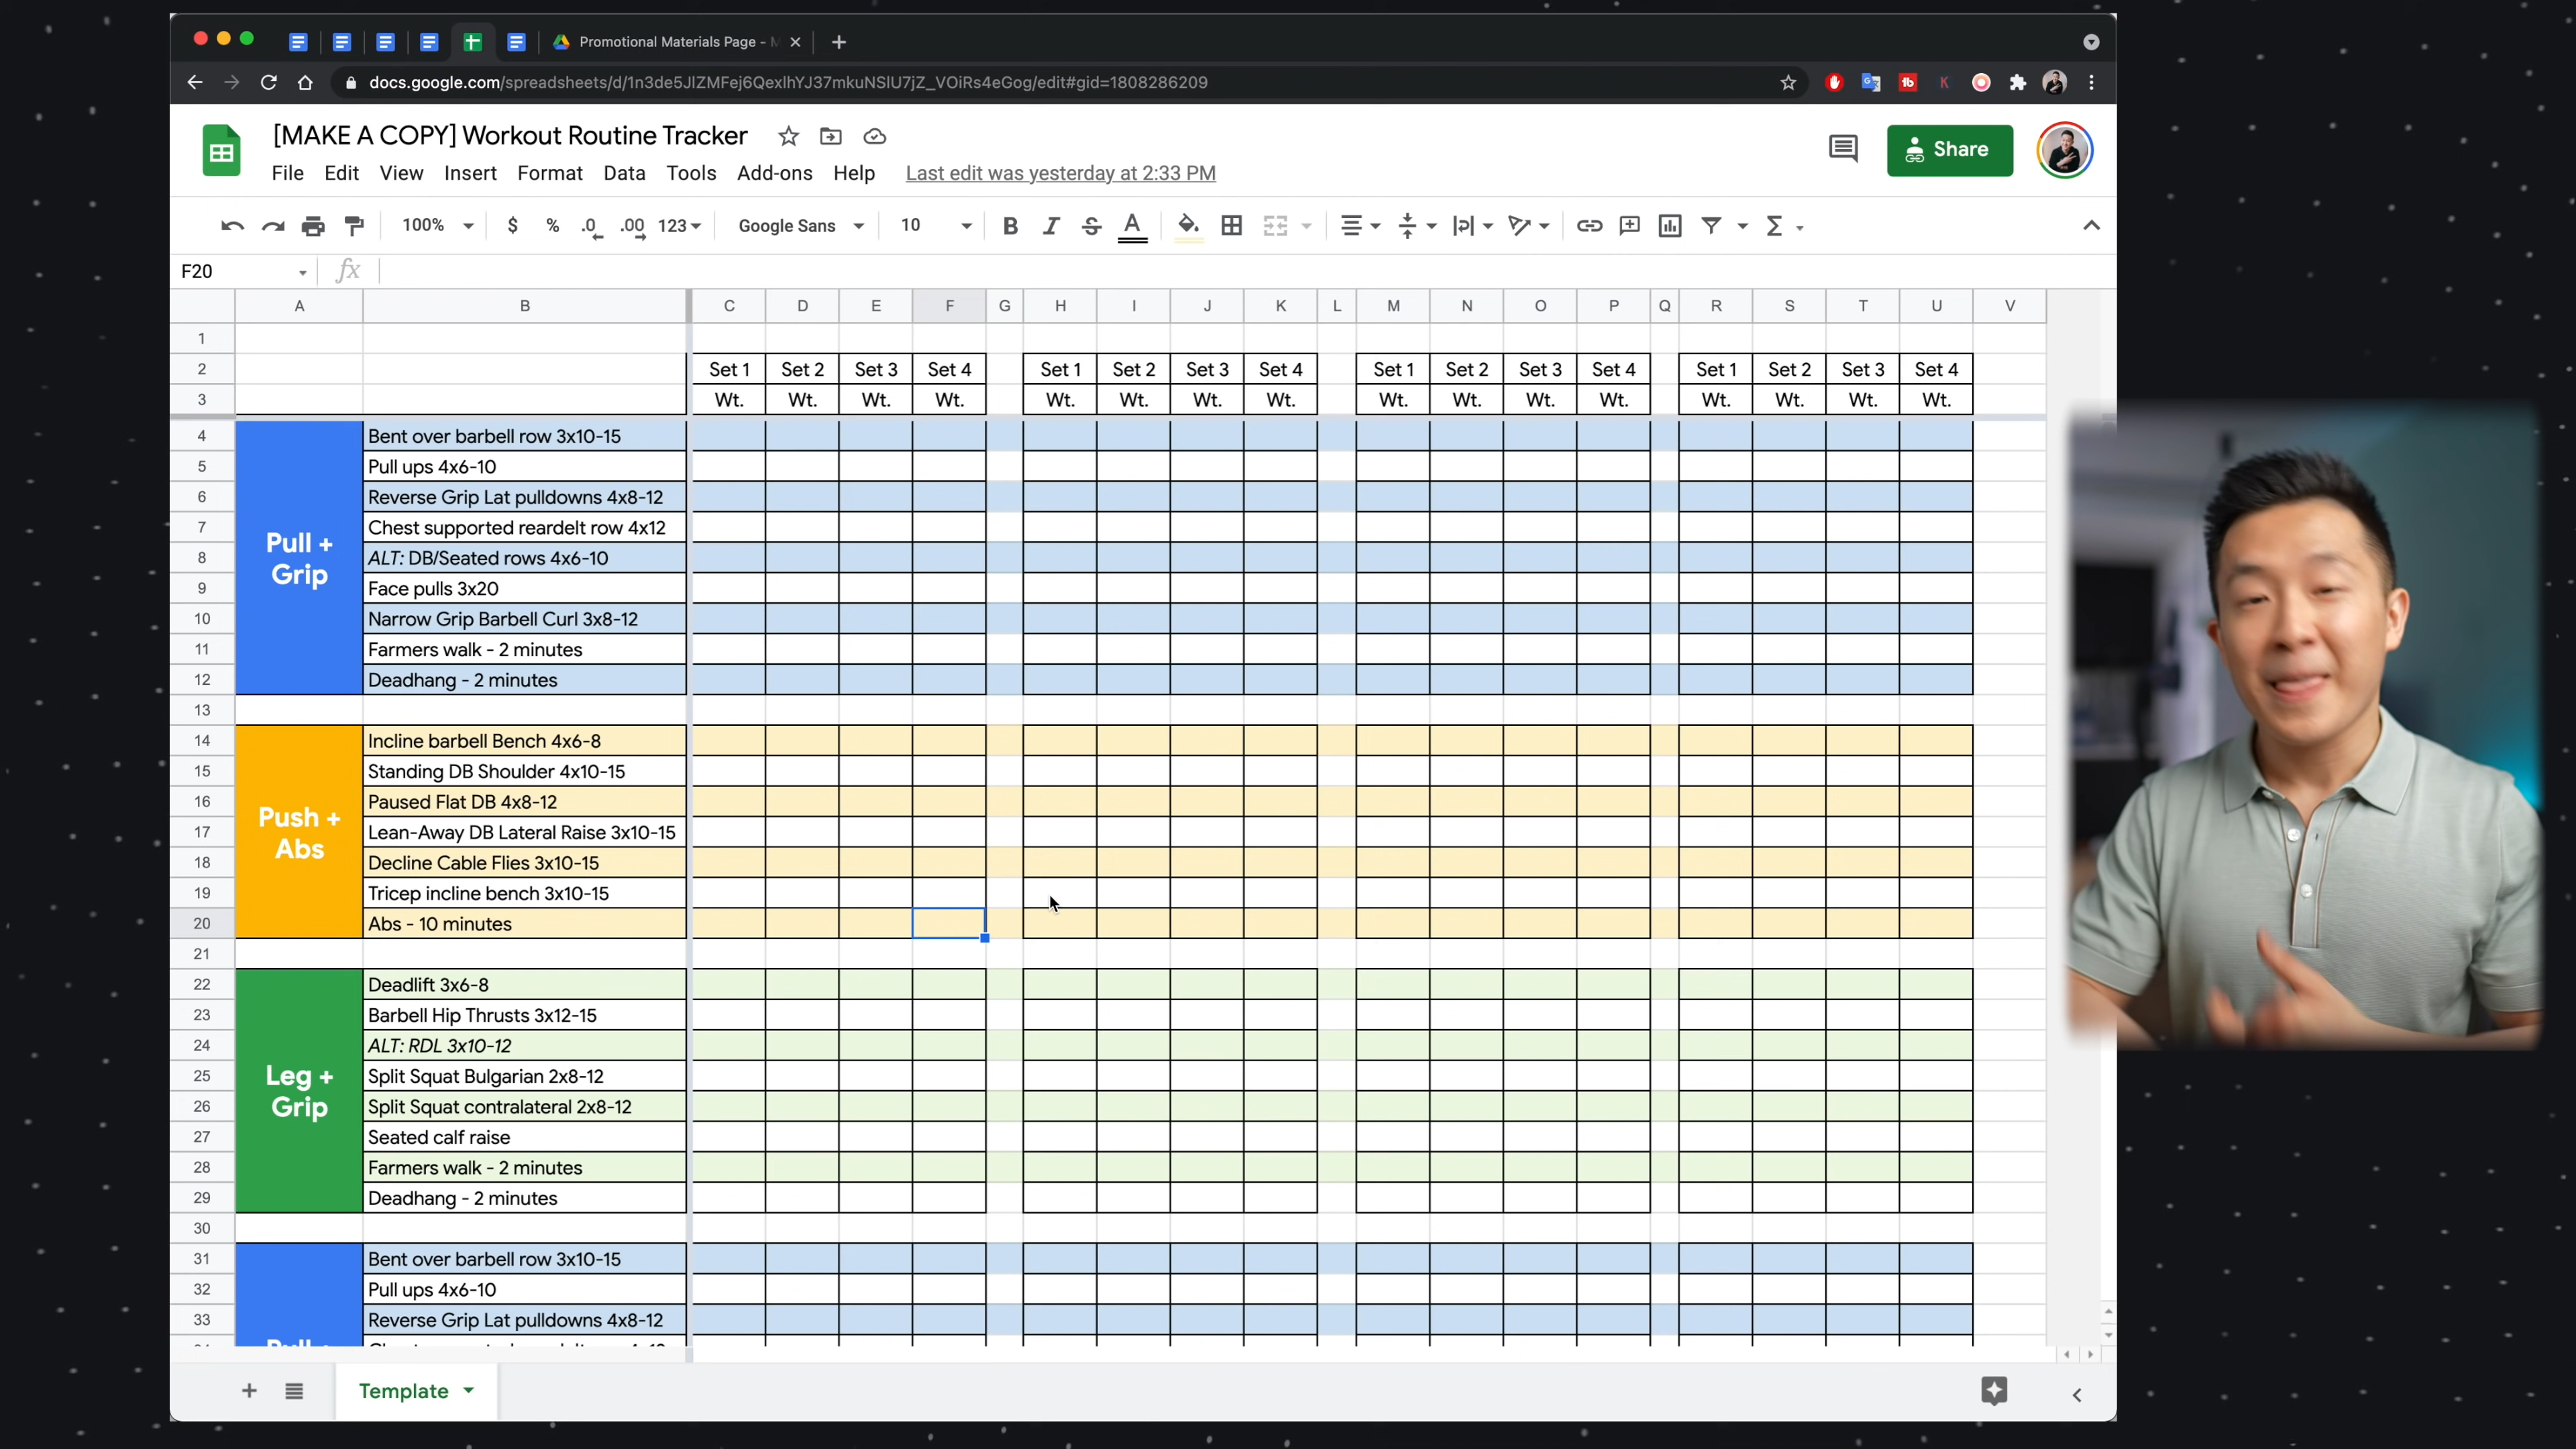 Promotional Materials Page - M
docs.google.com/spreadsheets/d/1n3de5JIZMFej6QexlhYJ37mkuNSlU7jZ_VOiRs4eGog/edit#gid=1808286209
[MAKE A COPY] Workout Routine Tracker
Share
File Edit View Insert Format Data Tools Add-ons Help Last edit was yesterday at 2:33 PM
100% $ % .0 .00 123 Google Sans 10 B I S A Σ
F20 fx
A B C D E F G H I J K L M N O P Q R S T U V
1
2 Set 1 Set 2 Set 3 Set 4 Set 1 Set 2 Set 3 Set 4 Set 1 Set 2 Set 3 Set 4 Set 1 Set 2 Set 3 Set 4
3 Wt. Wt. Wt. Wt. Wt. Wt. Wt. Wt. Wt. Wt. Wt. Wt. Wt. Wt. Wt. Wt.
Pull +
Grip
4 Bent over barbell row 3x10-15
5 Pull ups 4x6-10
6 Reverse Grip Lat pulldowns 4x8-12
7 Chest supported reardelt row 4x12
8 ALT: DB/Seated rows 4x6-10
9 Face pulls 3x20
10 Narrow Grip Barbell Curl 3x8-12
11 Farmers walk - 2 minutes
12 Deadhang - 2 minutes
13
Push +
Abs
14 Incline barbell Bench 4x6-8
15 Standing DB Shoulder 4x10-15
16 Paused Flat DB 4x8-12
17 Lean-Away DB Lateral Raise 3x10-15
18 Decline Cable Flies 3x10-15
19 Tricep incline bench 3x10-15
20 Abs - 10 minutes
21
Leg +
Grip
22 Deadlift 3x6-8
23 Barbell Hip Thrusts 3x12-15
24 ALT: RDL 3x10-12
25 Split Squat Bulgarian 2x8-12
26 Split Squat contralateral 2x8-12
27 Seated calf raise
28 Farmers walk - 2 minutes
29 Deadhang - 2 minutes
30
31 Bent over barbell row 3x10-15
32 Pull ups 4x6-10
33 Reverse Grip Lat pulldowns 4x8-12
Template